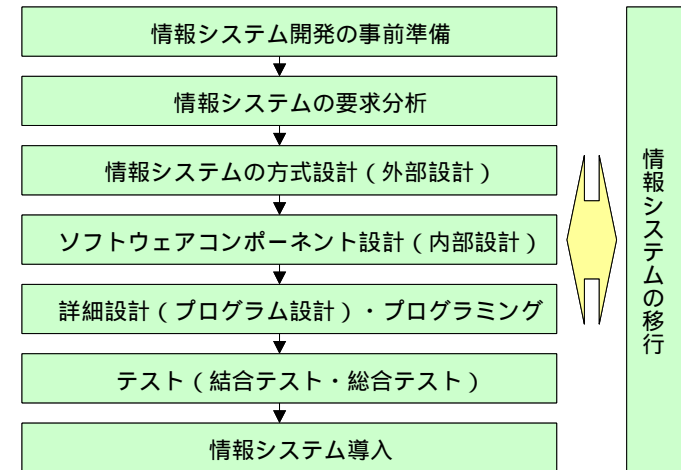 情報システム開発の事前準備
情報システムの要求分析
情報システムの方式設計（外部設計）
ソフトウェアコンポーネント設計（内部設計）
詳細設計（プログラム設計）・プログラミング
テスト（結合テスト・総合テスト）
情報システム導入
情報システムの移行